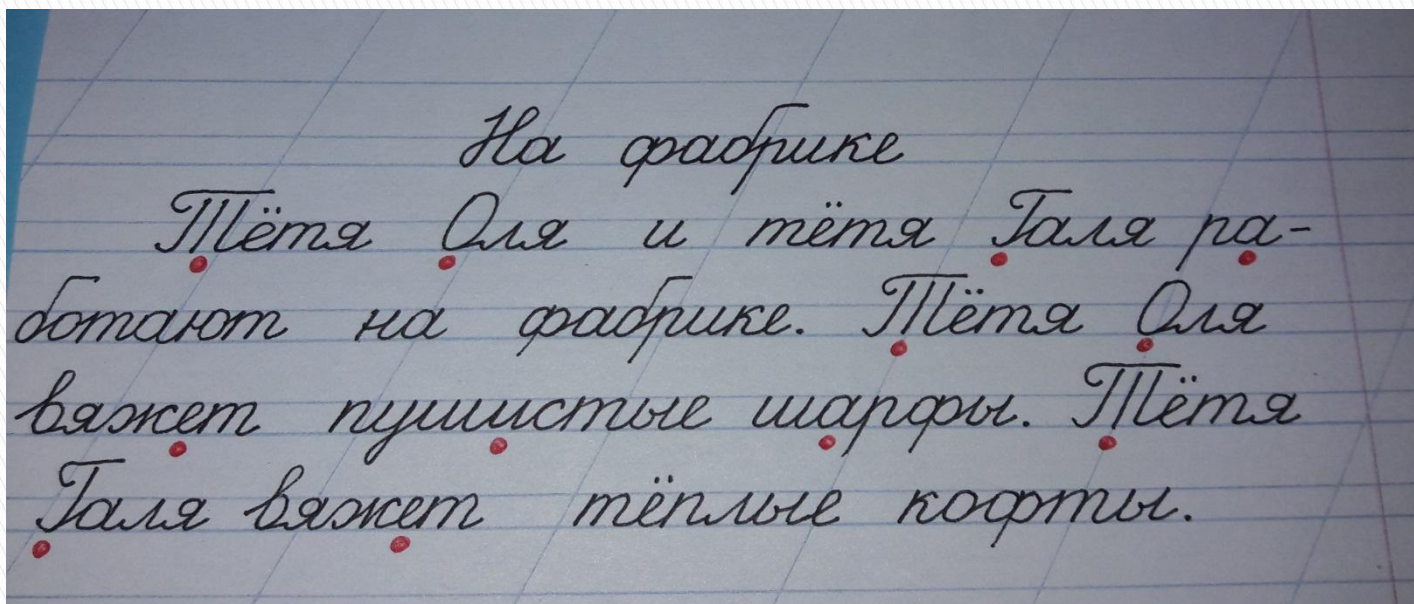 На фабрике
Тётя Оля и тётя Галя ра-
ботают на фабрике. Тётя Оля
вяжет пушистые шарфы. Тётя
Галя вяжет тёплые кофты.